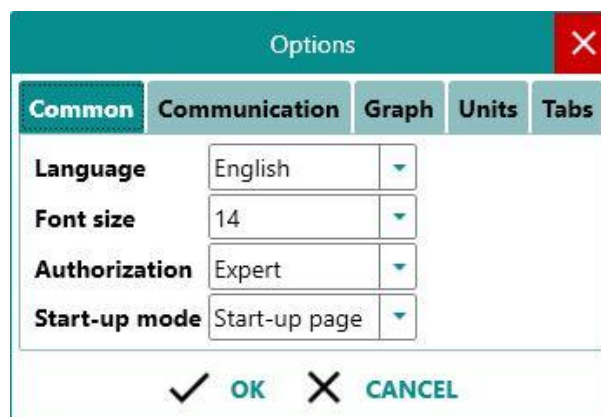 Options
Common Communication Graph Units Tabs
Language English
Font size 14
Authorization Expert
Start-up mode Start-up page
OK CANCEL